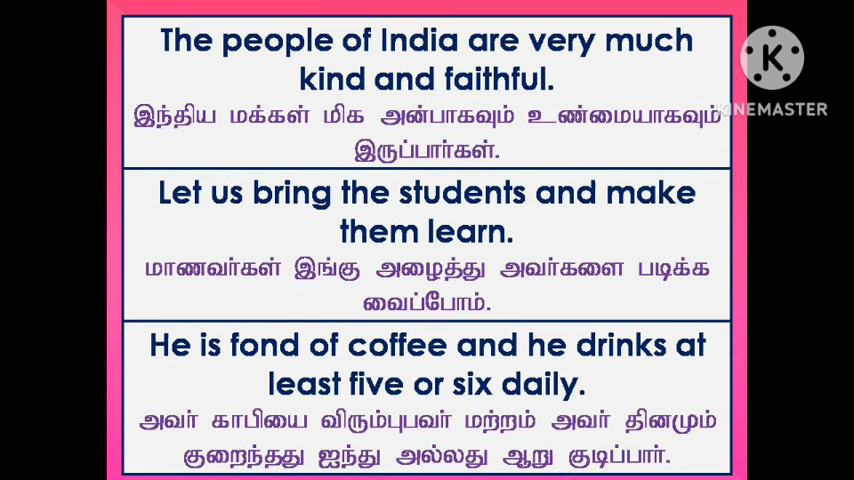 The people of India are very much
kind and faithful.
இந்திய மக்கள் மிக அன்பாகவும் உண்மையாகவும்
இருப்பார்கள்.
Let us bring the students and make
them learn.
மாணவர்கள் இங்கு அழைத்து அவர்களை படிக்க
வைப்போம்.
He is fond of coffee and he drinks at
least five or six daily.
அவர் காபியை விரும்புபவர் மற்றம் அவர் தினமும்
குறைந்தது ஐந்து அல்லது ஆறு குடிப்பார்.
K
KINEMASTER